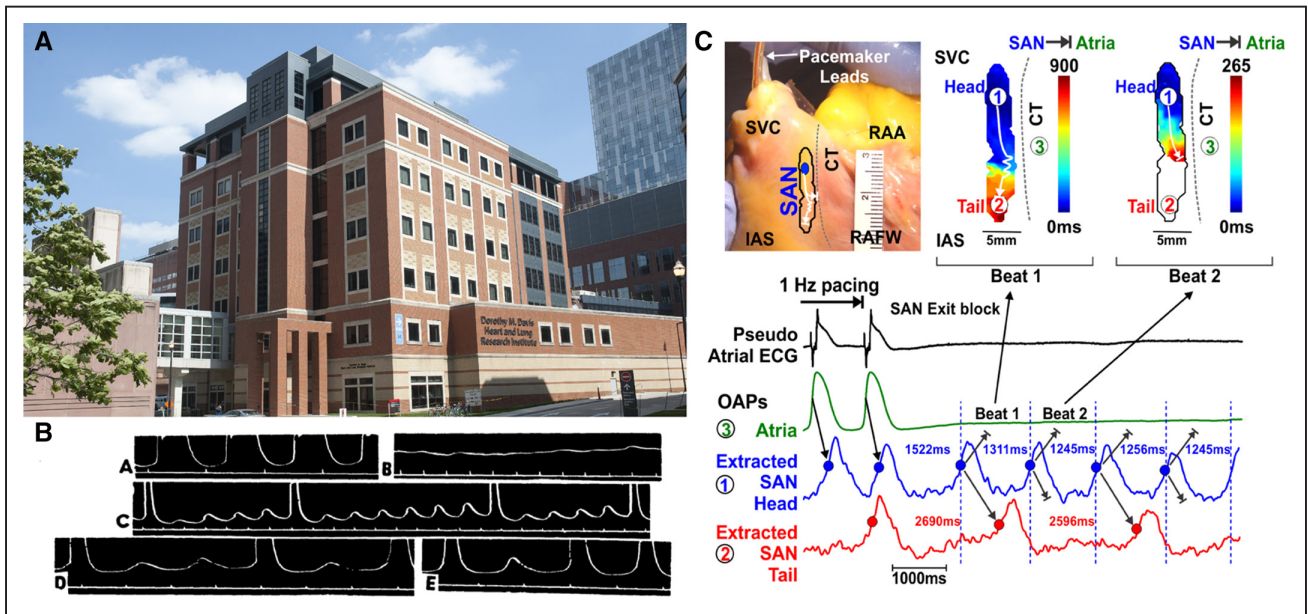 A
Dorothy M. Davis
Heart and Lung
Research Institute
B
A
B
C
D
E
C
Pacemaker
Leads
SVC
RAA
CT
SAN
IAS
RAFW
3
2
SAN Atria
SVC
900
Head
1
CT
3
Tail
2
IAS
5mm
0ms
Beat 1
SAN Atria
265
Head
1
CT
3
Tail
2
5mm
0ms
Beat 2
1 Hz pacing
SAN Exit block
Pseudo
Atrial ECG
OAPs
3 Atria
Beat 1
Beat 2
Extracted
1 SAN
Head
1522ms
1311ms
1245ms
1256ms
1245ms
Extracted
2 SAN
Tail
2690ms
2596ms
1000ms